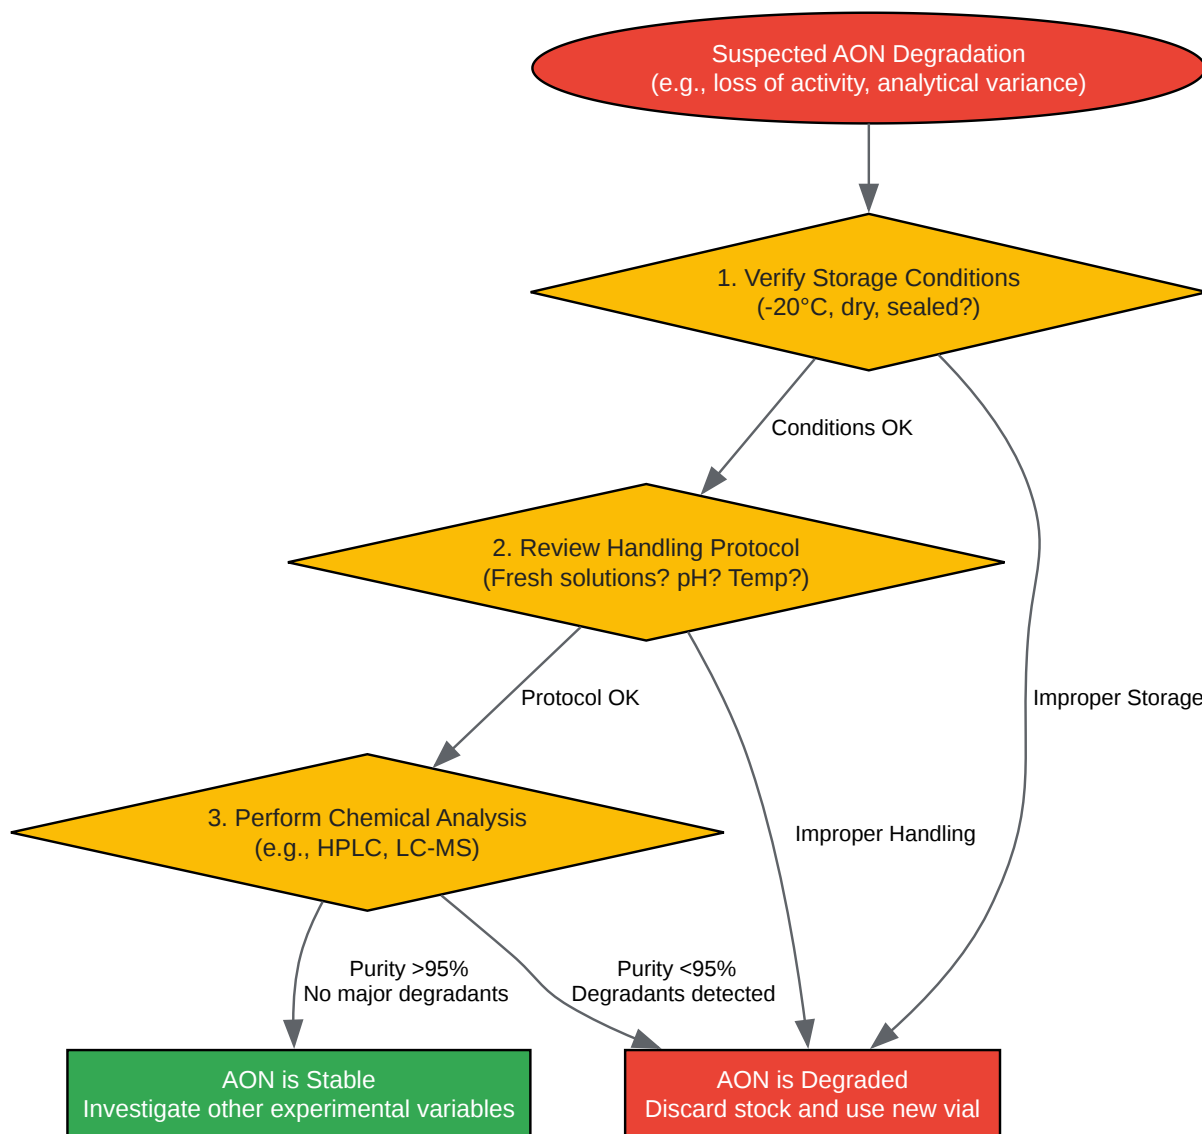 Suspected AON Degradation
(e.g., loss of activity, analytical variance)
1. Verify Storage Conditions
(-20°C, dry, sealed?)
Conditions OK
2. Review Handling Protocol
(Fresh solutions? pH? Temp?)
Protocol OK
Improper Storage
3. Perform Chemical Analysis
(e.g., HPLC, LC-MS)
Improper Handling
Purity >95%
No major degradants
Purity <95%
Degradants detected
AON is Stable
Investigate other experimental variables
AON is Degraded
Discard stock and use new vial